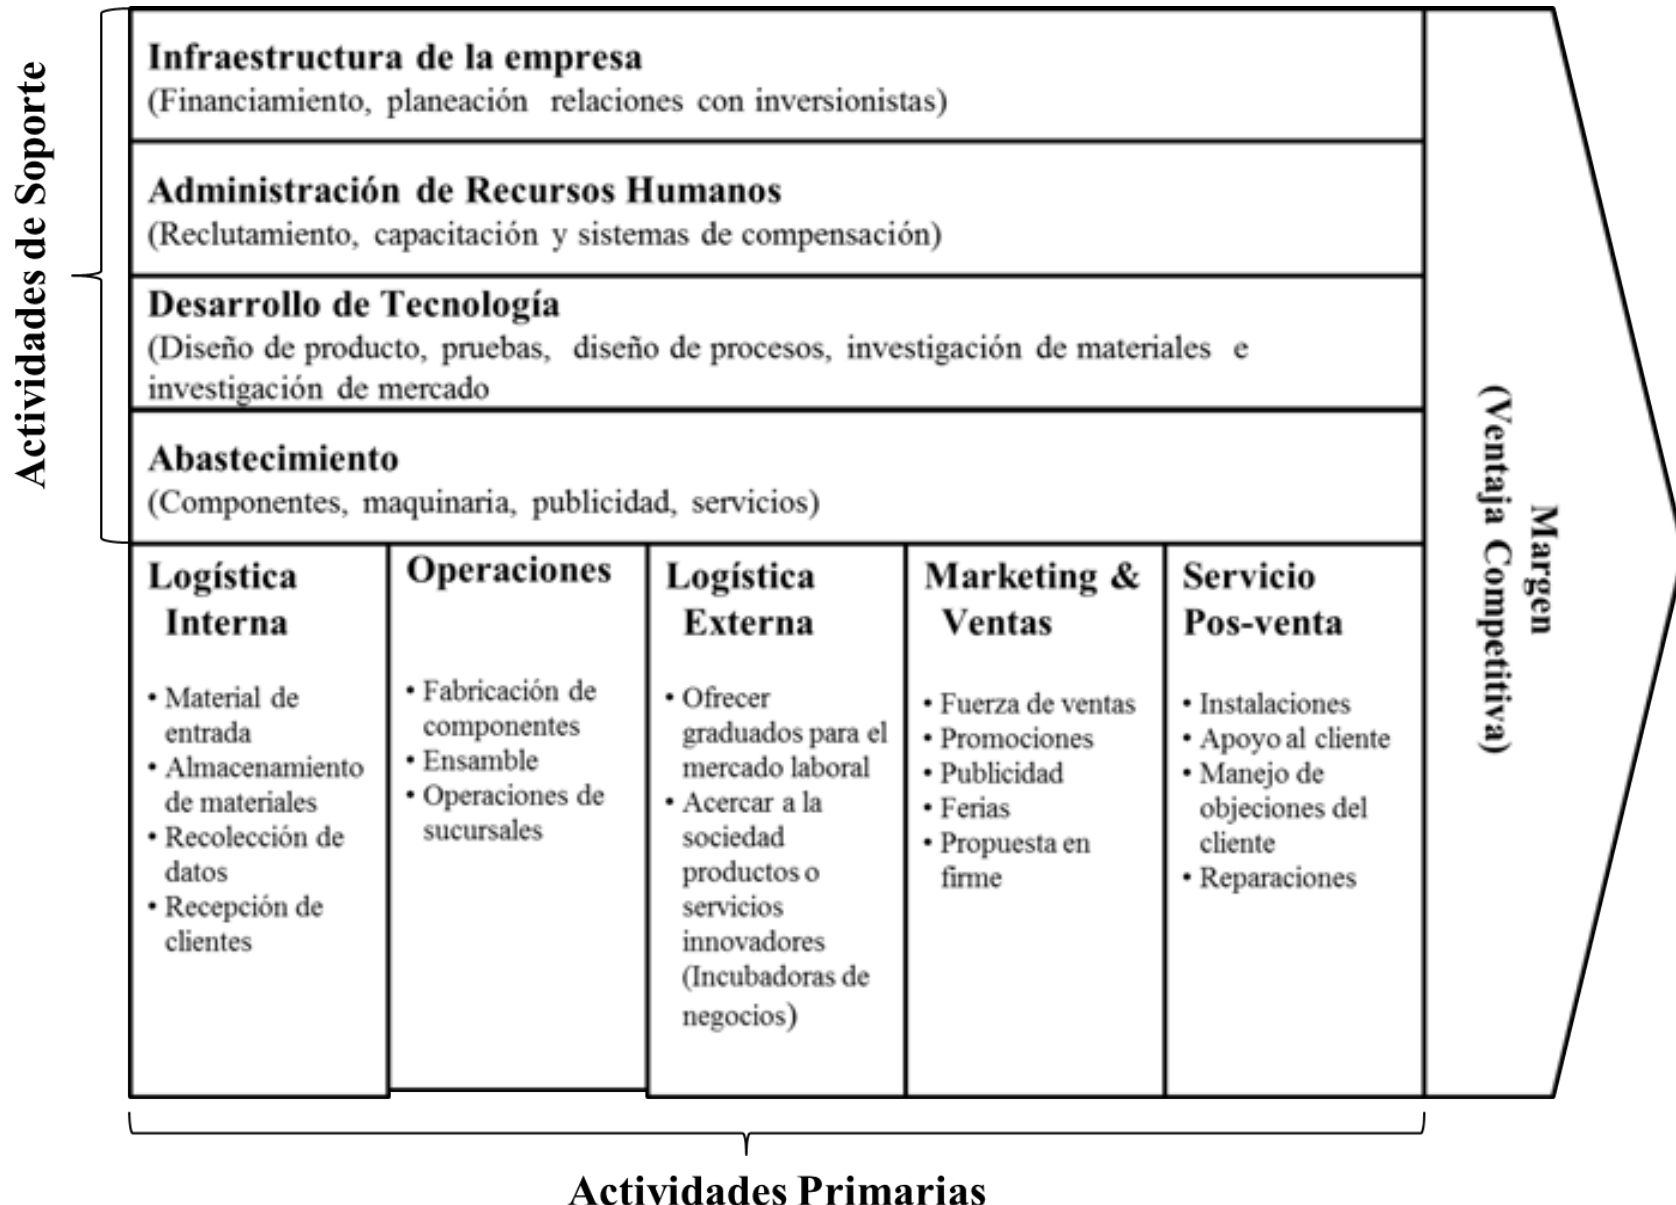 Actividades de Soporte
Infraestructura de la empresa
(Financiamiento, planeación relaciones con inversionistas)
Administración de Recursos Humanos
(Reclutamiento, capacitación y sistemas de compensación)
Desarrollo de Tecnología
(Diseño de producto, pruebas, diseño de procesos, investigación de materiales e
investigación de mercado
Abastecimiento
(Componentes, maquinaria, publicidad, servicios)
Logística
Interna
• Material de
entrada
• Almacenamiento
de materiales
• Recolección de
datos
• Recepción de
clientes
Operaciones
• Fabricación de
componentes
• Ensamble
• Operaciones de
sucursales
Logística
Externa
• Ofrecer
graduados para el
mercado laboral
• Acercar a la
sociedad
productos o
servicios
innovadores
(Incubadoras de
negocios)
Marketing &
Ventas
• Fuerza de ventas
• Promociones
• Publicidad
• Ferias
• Propuesta en
firme
Servicio
Pos-venta
• Instalaciones
• Apoyo al cliente
• Manejo de
objeciones del
cliente
• Reparaciones
Margen
(Ventaja Competitiva)
Actividades Primarias